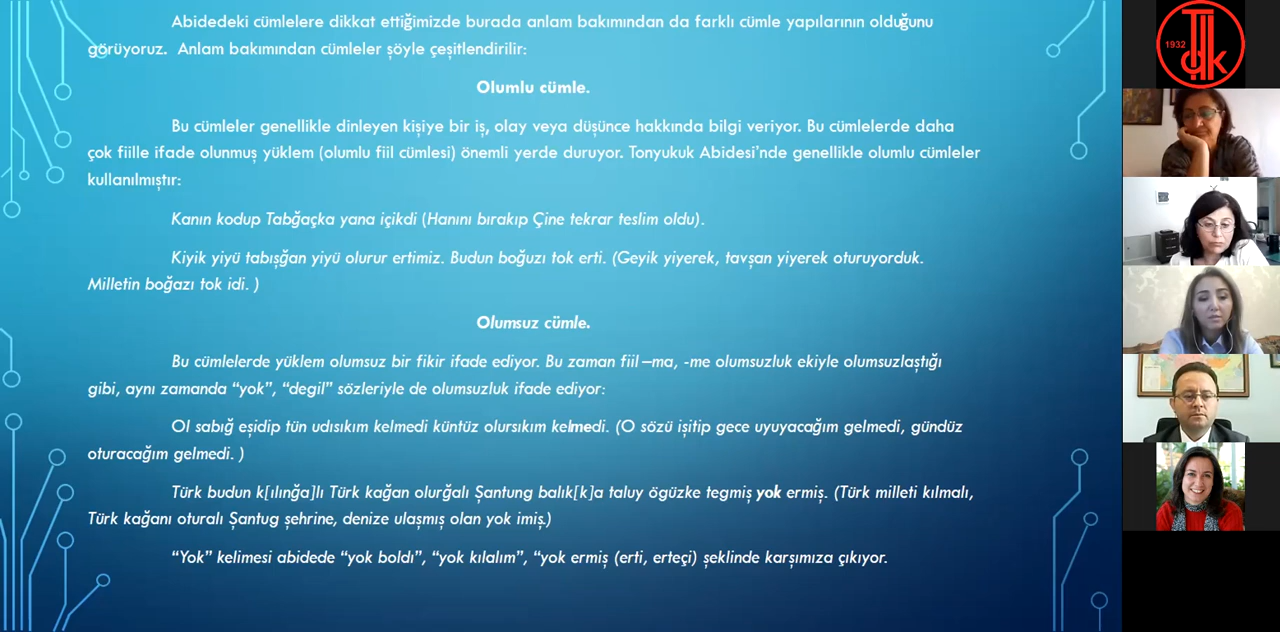 Abidedeki cümlelere dikkat ettiğimizde burada anlam bakımından da farklı cümle yapılarının olduğunu
görüyoruz. Anlam bakımından cümleler şöyle çeşitlendirilir:
Olumlu cümle.
Bu cümleler genellikle dinleyen kişiye bir iş, olay veya düşünce hakkında bilgi veriyor. Bu cümlelerde daha
çok fiille ifade olunmuş yüklem (olumlu fiil cümlesi) önemli yerde duruyor. Tonyukuk Abidesi’nde genellikle olumlu cümleler
kullanılmıştır:
Kanın kodup Tabğaçka yana içikdi (Hanını bırakıp Çine tekrar teslim oldu).
Kiyik yiyü tabışğan yiyü olurur ertimiz. Budun boğuzı tok erti. (Geyik yiyerek, tavşan yiyerek oturuyorduk.
Milletin boğazı tok idi. )
Olumsuz cümle.
Bu cümlelerde yüklem olumsuz bir fikir ifade ediyor. Bu zaman fiil –ma, -me olumsuzluk ekiyle olumsuzlaştığı
gibi, aynı zamanda “yok”, “degil” sözleriyle de olumsuzluk ifade ediyor:
Ol sabığ eşidip tün udısıkım kelmedi küntüz olursıkım kelmedi. (O sözü işitip gece uyuyacağım gelmedi, gündüz
oturacağım gelmedi. )
Türk budun k[ılınğa]lı Türk kağan olurğalı Şantung balık[k]a taluy ögüzke tegmiş yok ermiş. (Türk milleti kılmalı,
Türk kağanı oturalı Şantug şehrine, denize ulaşmış olan yok imiş.)
“Yok” kelimesi abidede “yok boldı”, “yok kılalım”, “yok ermiş (erti, erteçi) şeklinde karşımıza çıkıyor.
1932